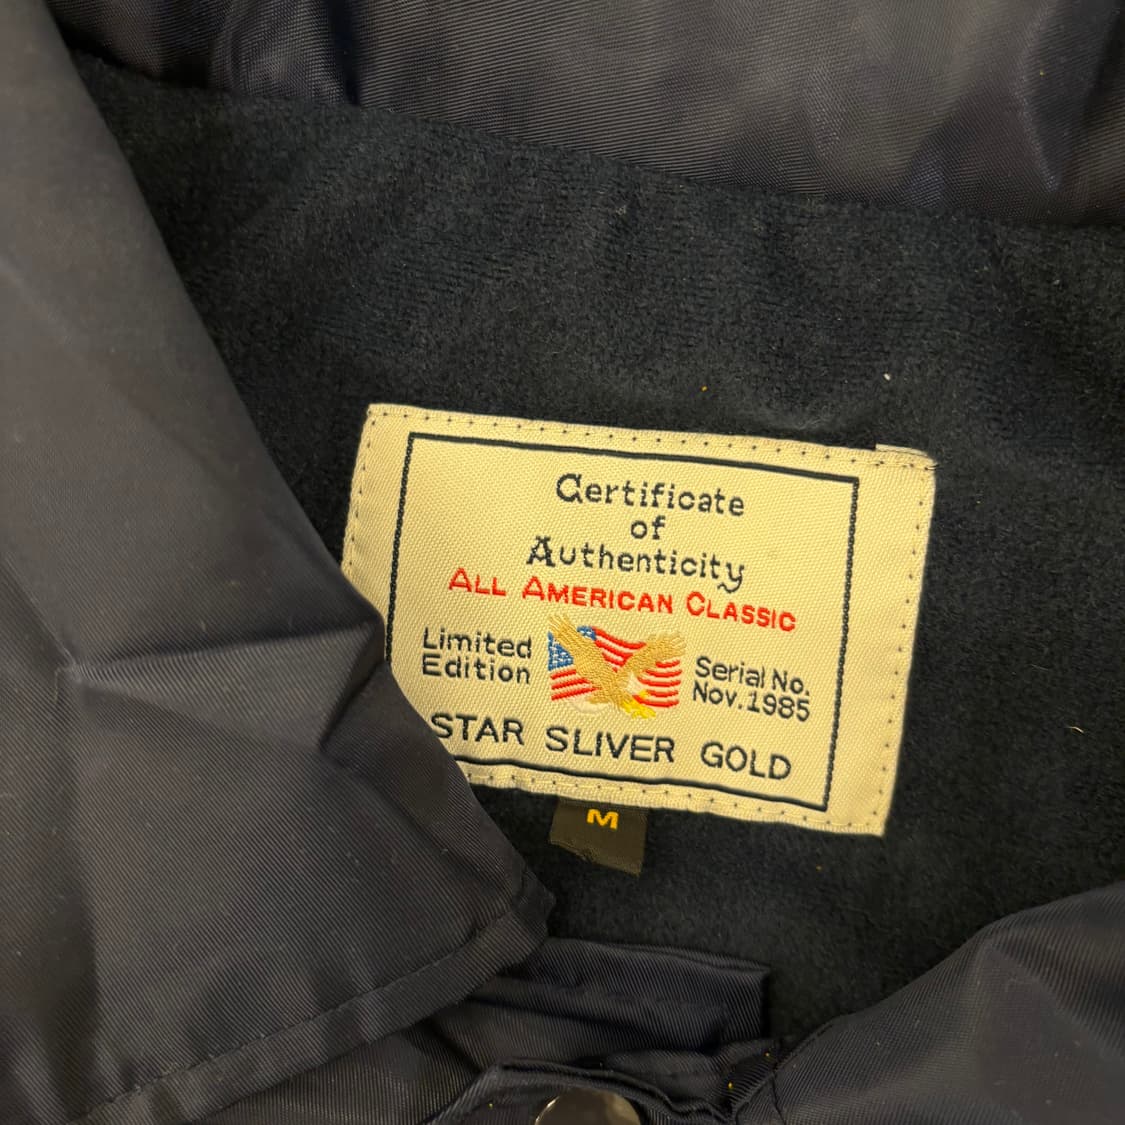 Certificate
of
Authenticity
ALL AMERICAN CLASSIC
Limited
Edition
Serial No.
Nov.1985
STAR SLIVER GOLD
M